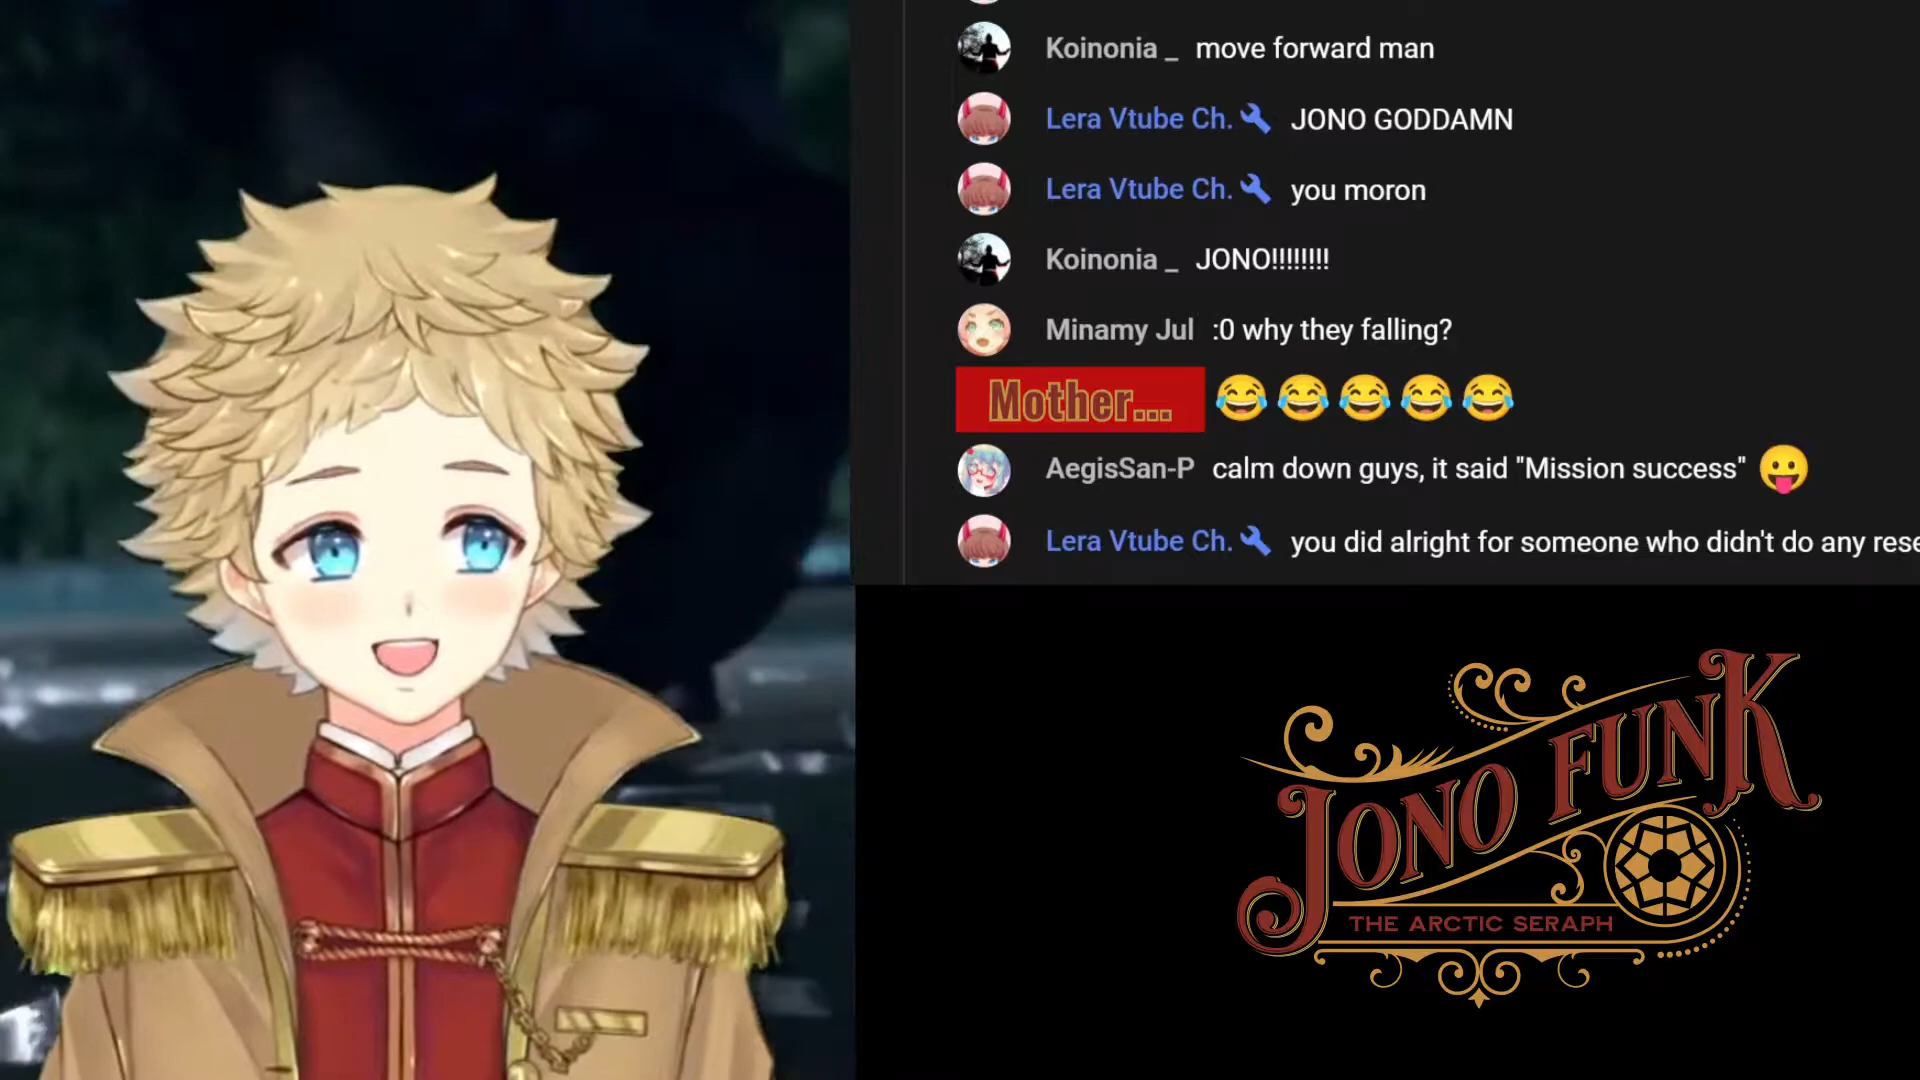 Koinonia _ move forward man
Lera Vtube Ch. JONO GODDAMN
Lera Vtube Ch. you moron
Koinonia _ JONO!!!!!!!!
Minamy Jul :0 why they falling?
Mother... 😂😂😂😂😂
AegisSan-P calm down guys, it said "Mission success" 😛
Lera Vtube Ch. you did alright for someone who didn't do any rese
JONO FUNK
THE ARCTIC SERAPH